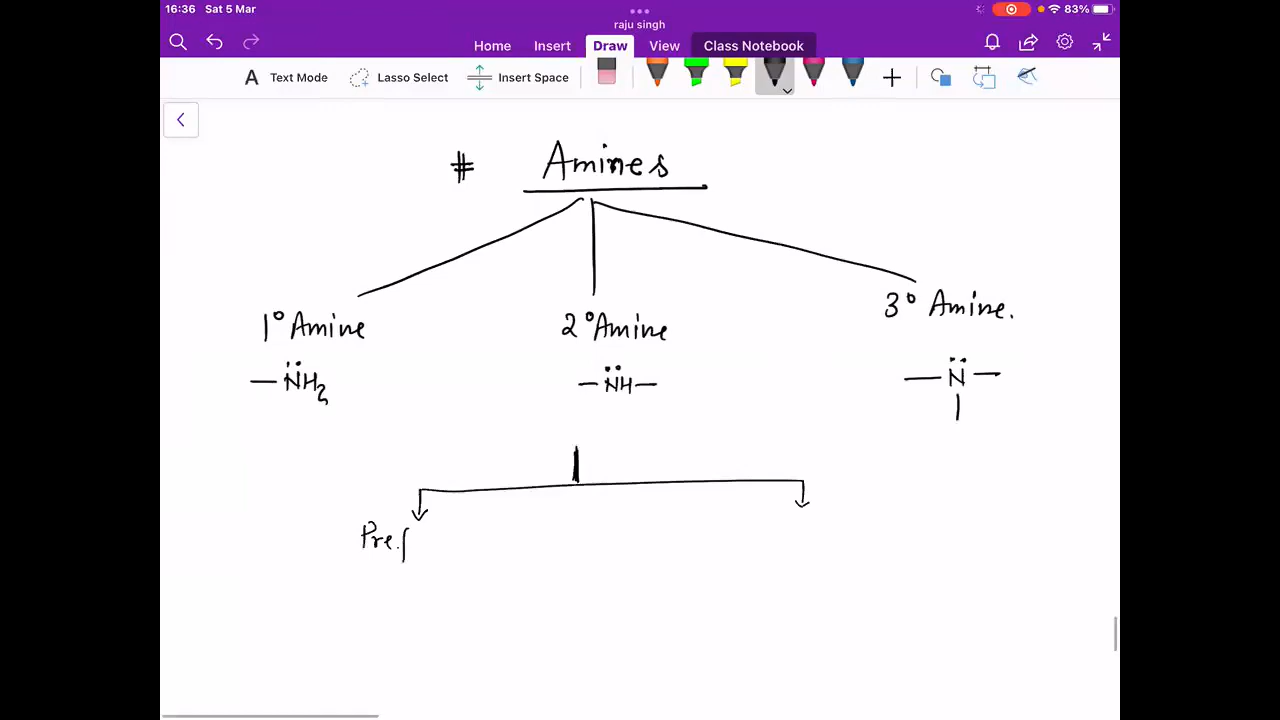 16:36 Sat 5 Mar
83%
raju singh
Home Insert Draw View Class Notebook
A Text Mode Lasso Select Insert Space
# Amines
1° Amine 2° Amine 3° Amine.
— N̈H₂ — N̈H — — N̈ —
Pre.